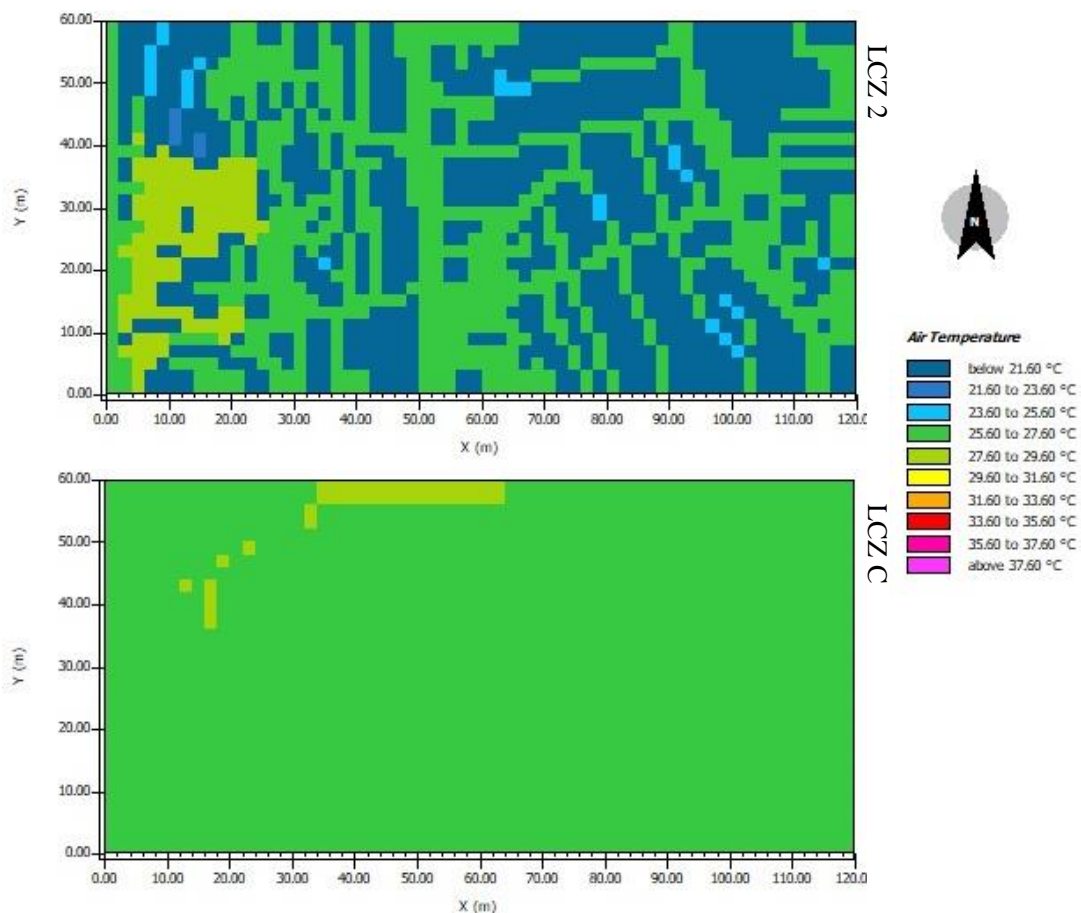 60.00
50.00
40.00
30.00
20.00
10.00
0.00
Y (m)
0.00 10.00 20.00 30.00 40.00 50.00 60.00 70.00 80.00 90.00 100.00 110.00 120.0
X (m)
LCZ 2
N
Air Temperature
below 21.60 °C
21.60 to 23.60 °C
23.60 to 25.60 °C
25.60 to 27.60 °C
27.60 to 29.60 °C
29.60 to 31.60 °C
31.60 to 33.60 °C
33.60 to 35.60 °C
35.60 to 37.60 °C
above 37.60 °C
60.00
50.00
40.00
30.00
20.00
10.00
0.00
Y (m)
0.00 10.00 20.00 30.00 40.00 50.00 60.00 70.00 80.00 90.00 100.00 110.00 120.0
X (m)
LCZ C